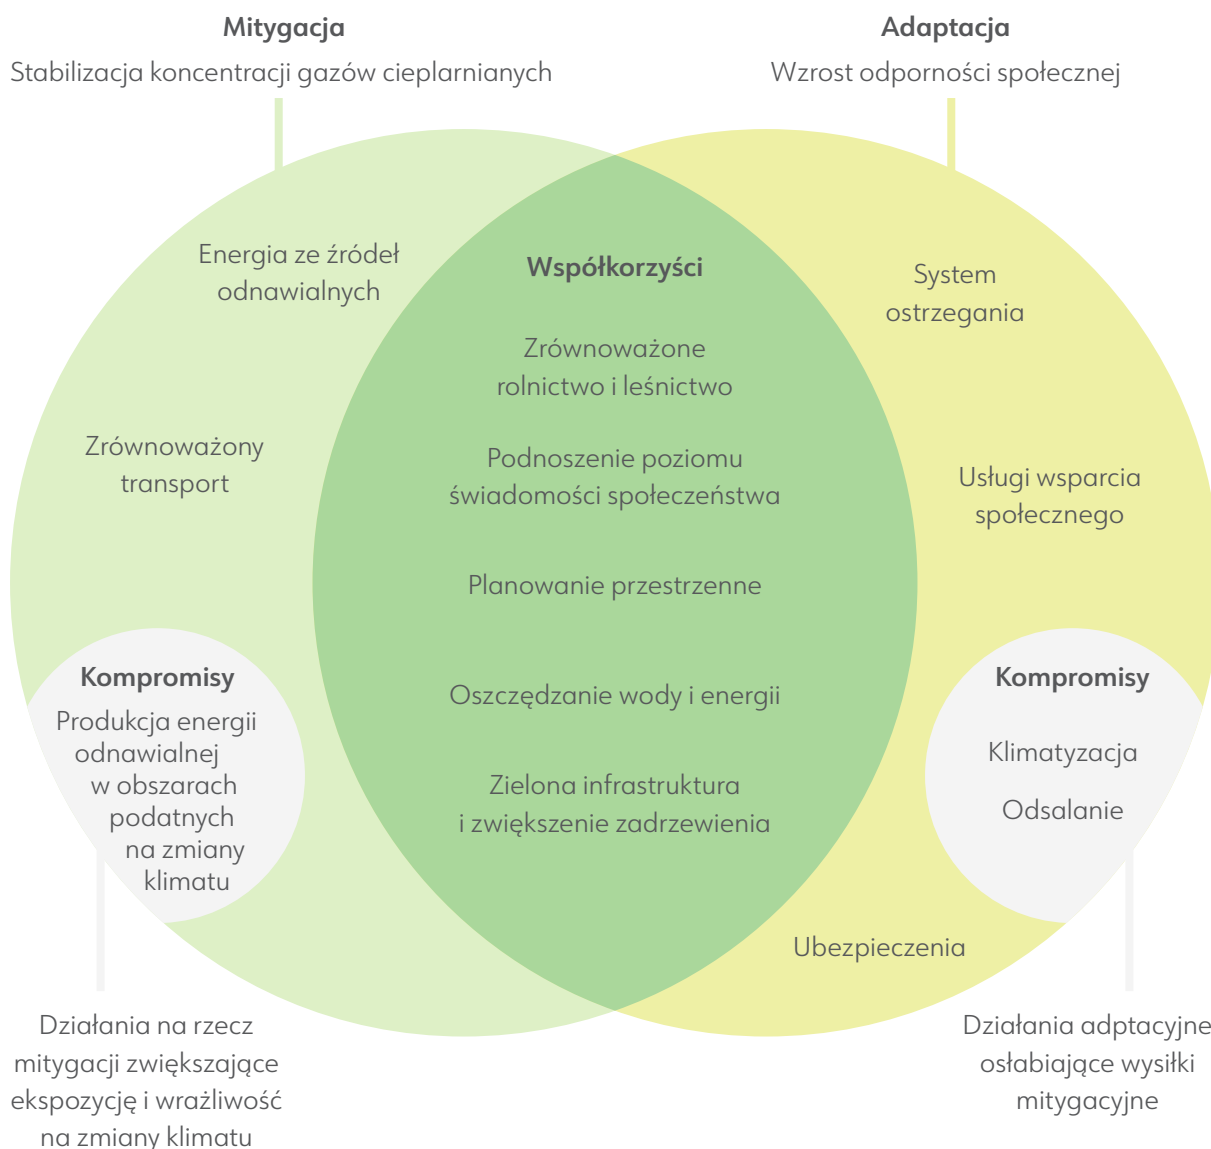 Mitygacja
Stabilizacja koncentracji gazów cieplarnianych
Adaptacja
Wzrost odporności społecznej
Energia ze źródeł
odnawialnych
Zrównoważony
transport
Współkorzyści
Zrównoważone
rolnictwo i leśnictwo
Podnoszenie poziomu
świadomości społeczeństwa
Planowanie przestrzenne
Oszczędzanie wody i energii
Zielona infrastruktura
i zwiększenie zadrzewienia
System
ostrzegania
Usługi wsparcia
społecznego
Ubezpieczenia
Kompromisy
Produkcja energii
odnawialnej
w obszarach
podatnych
na zmiany
klimatu
Kompromisy
Klimatyzacja
Odsalanie
Działania na rzecz
mitygacji zwiększające
ekspozycję i wrażliwość
na zmiany klimatu
Działania adptacyjne
osłabiające wysiłki
mitygacyjne